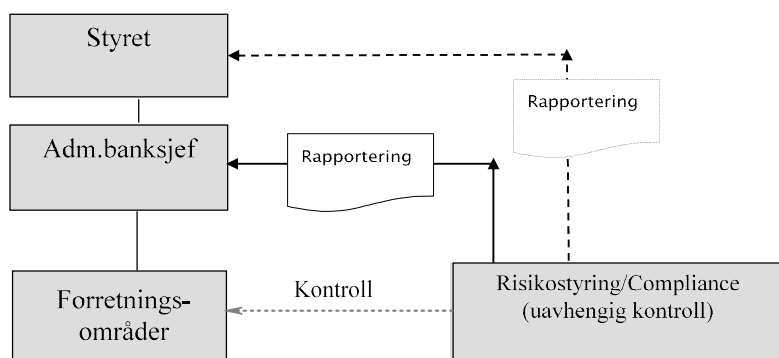 Styret
Rapportering
Adm.banksjef
Rapportering
Forretnings-
områder
Kontroll
Risikostyring/Compliance
(uavhengig kontroll)